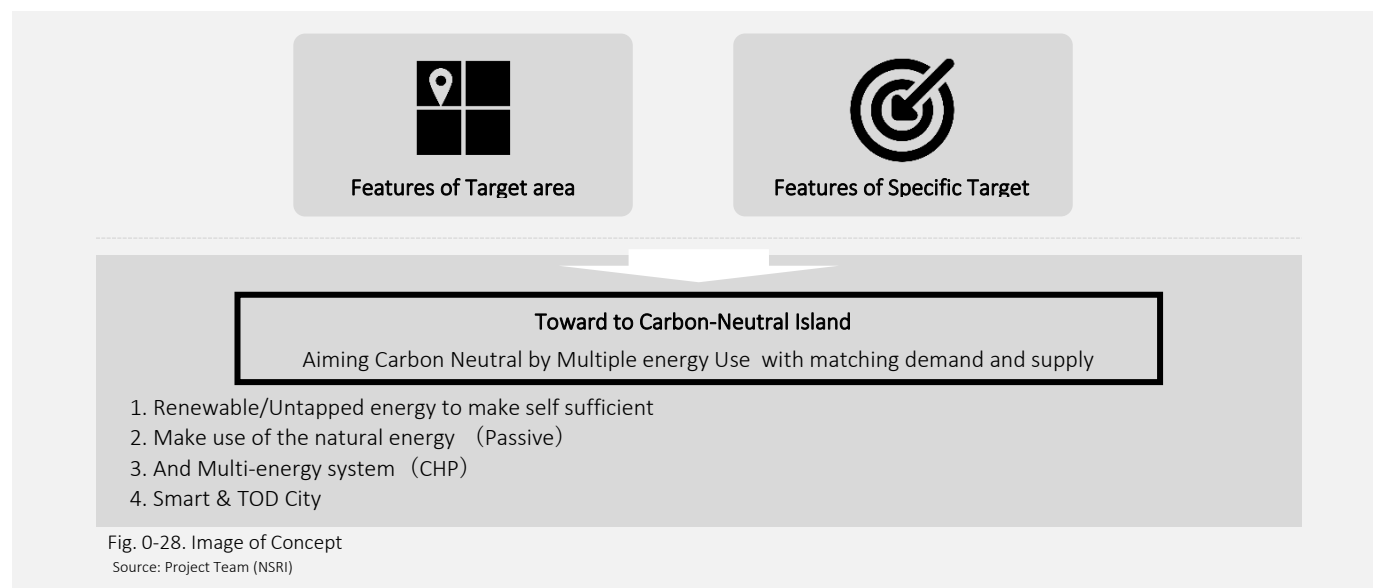 Features of Target area
Features of Specific Target
Toward to Carbon-Neutral Island
Aiming Carbon Neutral by Multiple energy Use  with matching demand and supply
1. Renewable/Untapped energy to make self sufficient
2. Make use of the natural energy （Passive）
3. And Multi-energy system（CHP）
4. Smart & TOD City
Fig. 0-28. Image of Concept
Source: Project Team (NSRI)